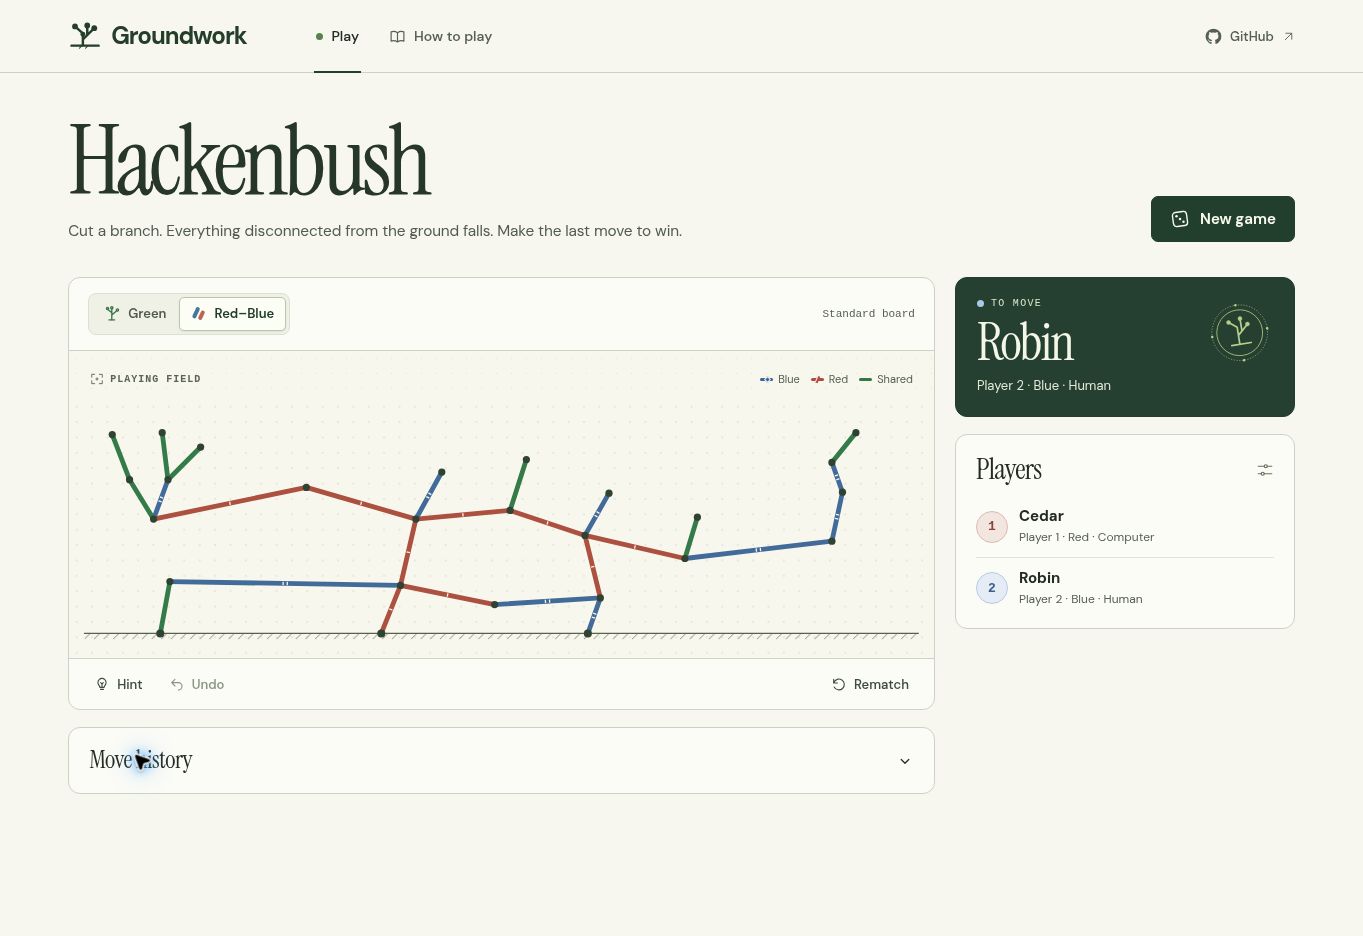 Groundwork
Play
How to play
GitHub
Hackenbush
Cut a branch. Everything disconnected from the ground falls. Make the last move to win.
New game
Green
Red–Blue
Standard board
PLAYING FIELD
Blue
Red
Shared
Hint
Undo
Rematch
Move history
TO MOVE
Robin
Player 2 · Blue · Human
Players
1
Cedar
Player 1 · Red · Computer
2
Robin
Player 2 · Blue · Human